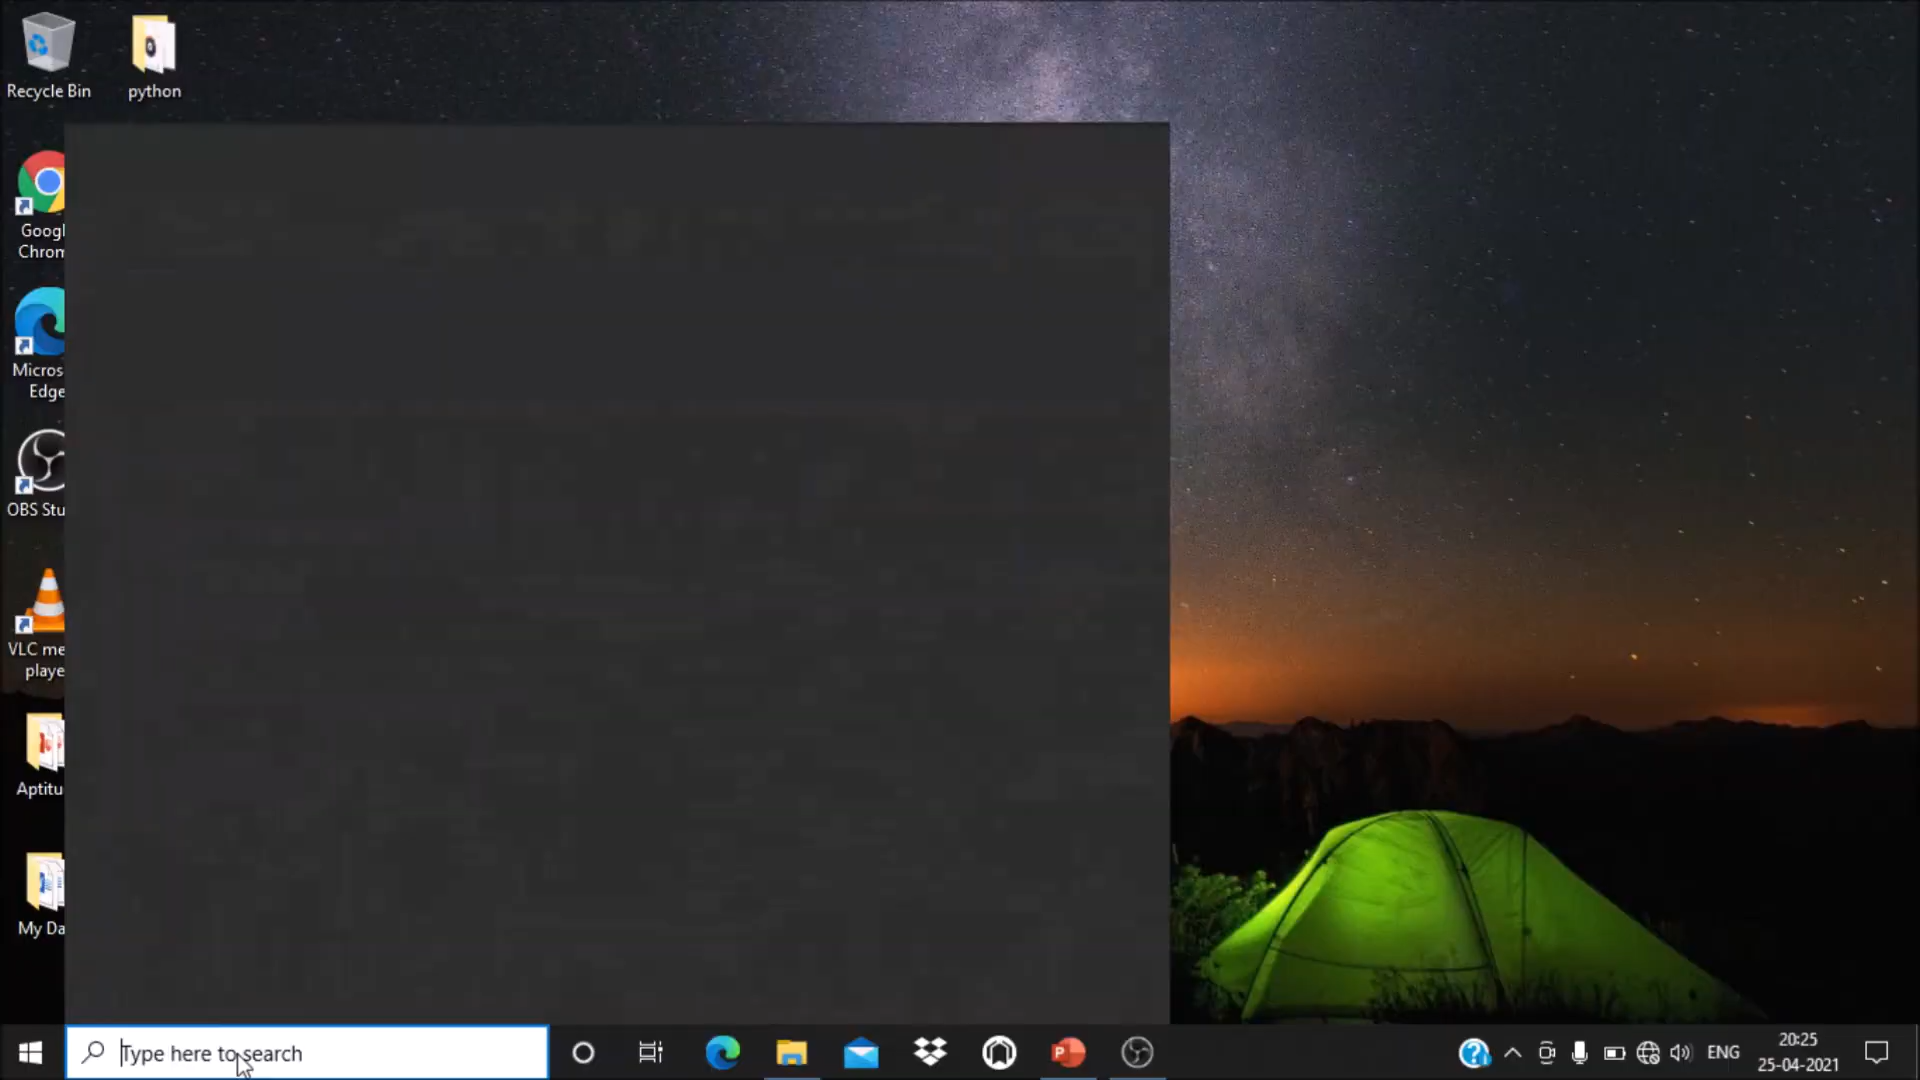 Recycle Bin
python
Googl
Chrom
Micros
Edge
OBS Stu
VLC me
playe
Aptitu
My Da
Type here to search
ENG
20:25
25-04-2021